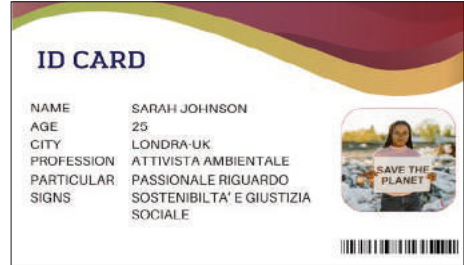 ID CARD
NAME SARAH JOHNSON
AGE 25
CITY LONDRA-UK
PROFESSION ATTIVISTA AMBIENTALE
PARTICULAR PASSIONALE RIGUARDO
SIGNS SOSTENIBILTA' E GIUSTIZIA
SOCIALE
SAVE THE
PLANET